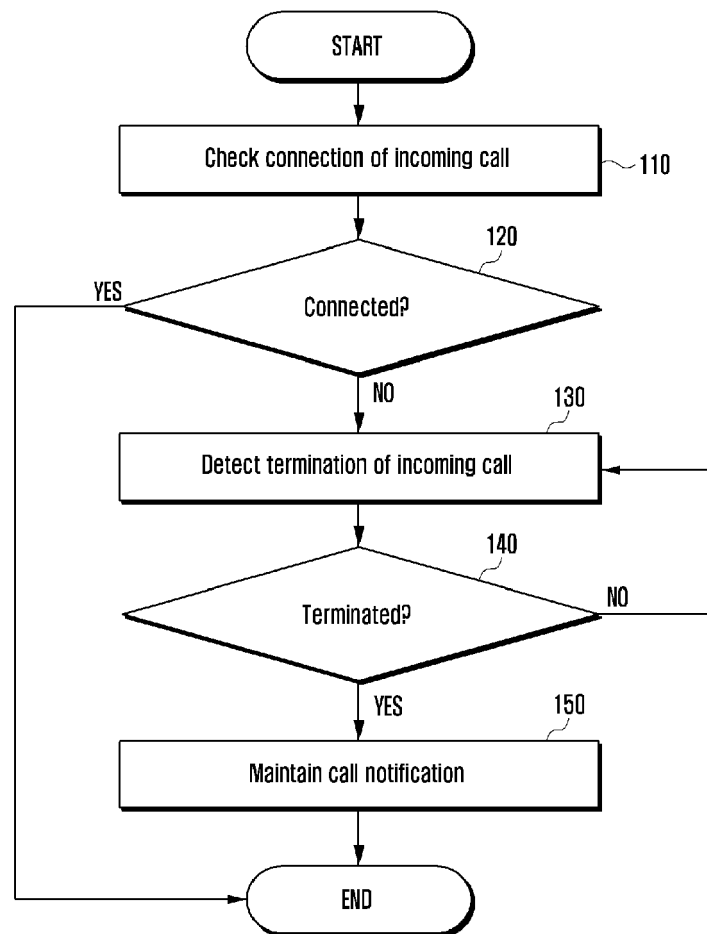 START
Check connection of incoming call
110
120
YES
Connected?
NO
130
Detect termination of incoming call
140
Terminated?
NO
YES
150
Maintain call notification
END